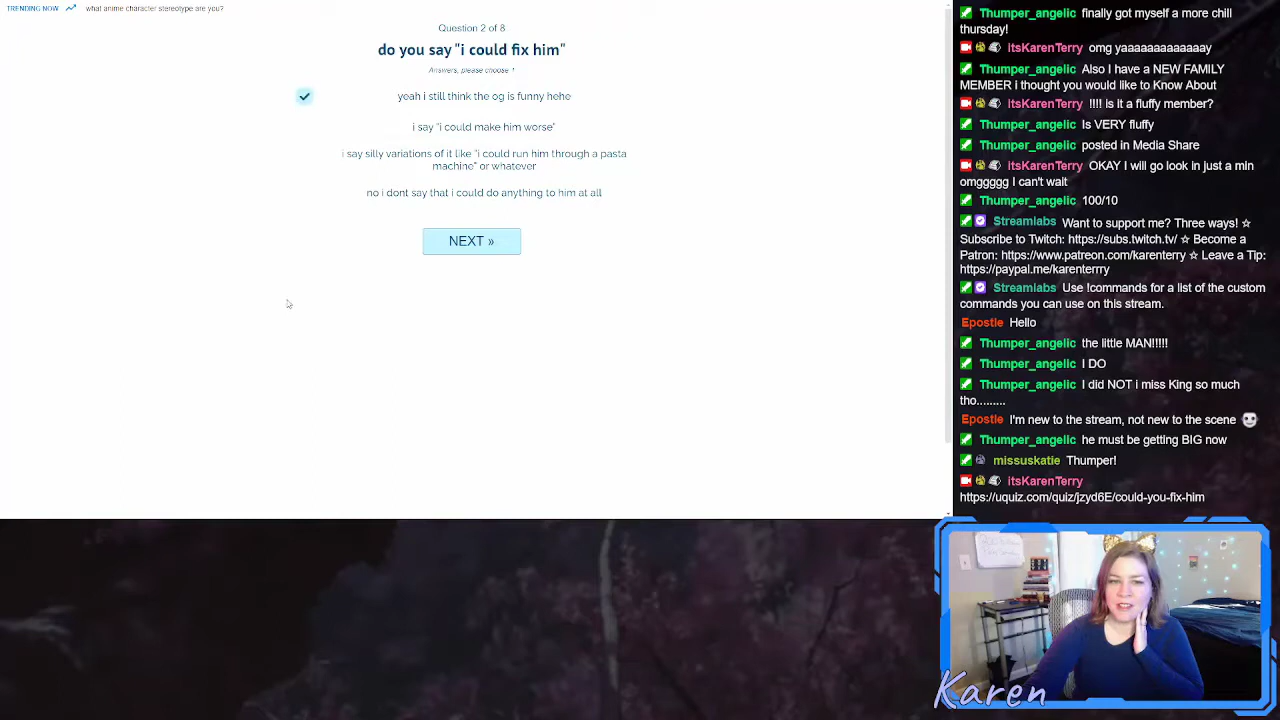 TRENDING NOW what anime character stereotype are you?
Question 2 of 8
do you say "i could fix him"
Answers, please choose 1
yeah i still think the og is funny hehe
i say "i could make him worse"
i say silly variations of it like "i could run him through a pasta
machine" or whatever
no i dont say that i could do anything to him at all
NEXT »
Thumper_angelic finally got myself a more chill
thursday!
itsKarenTerry omg yaaaaaaaaaaaaay
Thumper_angelic Also I have a NEW FAMILY
MEMBER i thought you would like to Know About
itsKarenTerry !!!! is it a fluffy member?
Thumper_angelic Is VERY fluffy
Thumper_angelic posted in Media Share
itsKarenTerry OKAY I will go look in just a min
omggggg I can't wait
Thumper_angelic 100/10
Streamlabs Want to support me? Three ways! ☆
Subscribe to Twitch: https://subs.twitch.tv/ ☆ Become a
Patron: https://www.patreon.com/karenterry ☆ Leave a Tip:
https://paypal.me/karenterrry
Streamlabs Use !commands for a list of the custom
commands you can use on this stream.
Epostle Hello
Thumper_angelic the little MAN!!!!!
Thumper_angelic I DO
Thumper_angelic I did NOT i miss King so much
tho.........
Epostle I'm new to the stream, not new to the scene
Thumper_angelic he must be getting BIG now
missuskatie Thumper!
itsKarenTerry
https://uquiz.com/quiz/jzyd6E/could-you-fix-him
Karen